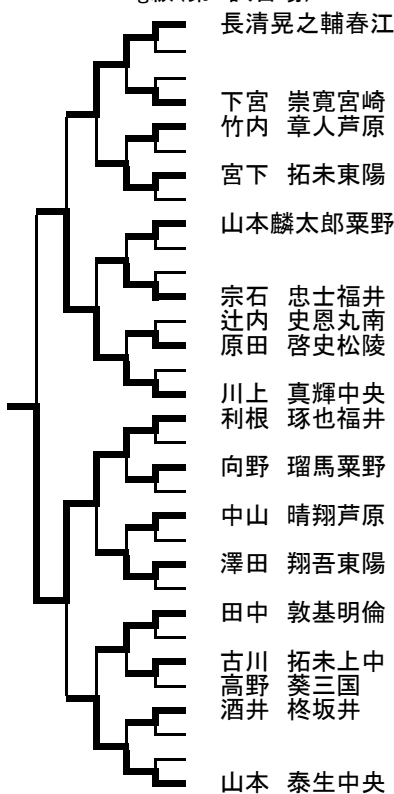 長清晃之輔春江
下宮 崇寛宮崎
竹内 章人芦原
宮下 拓未東陽
山本麟太郎粟野
宗石 忠士福井
辻内 史恩丸南
原田 啓史松陵
川上 真輝中央
利根 琢也福井
向野 瑠馬粟野
中山 晴翔芦原
澤田 翔吾東陽
田中 敦基明倫
古川 拓未上中
高野 葵三国
酒井 柊坂井
山本 泰生中央